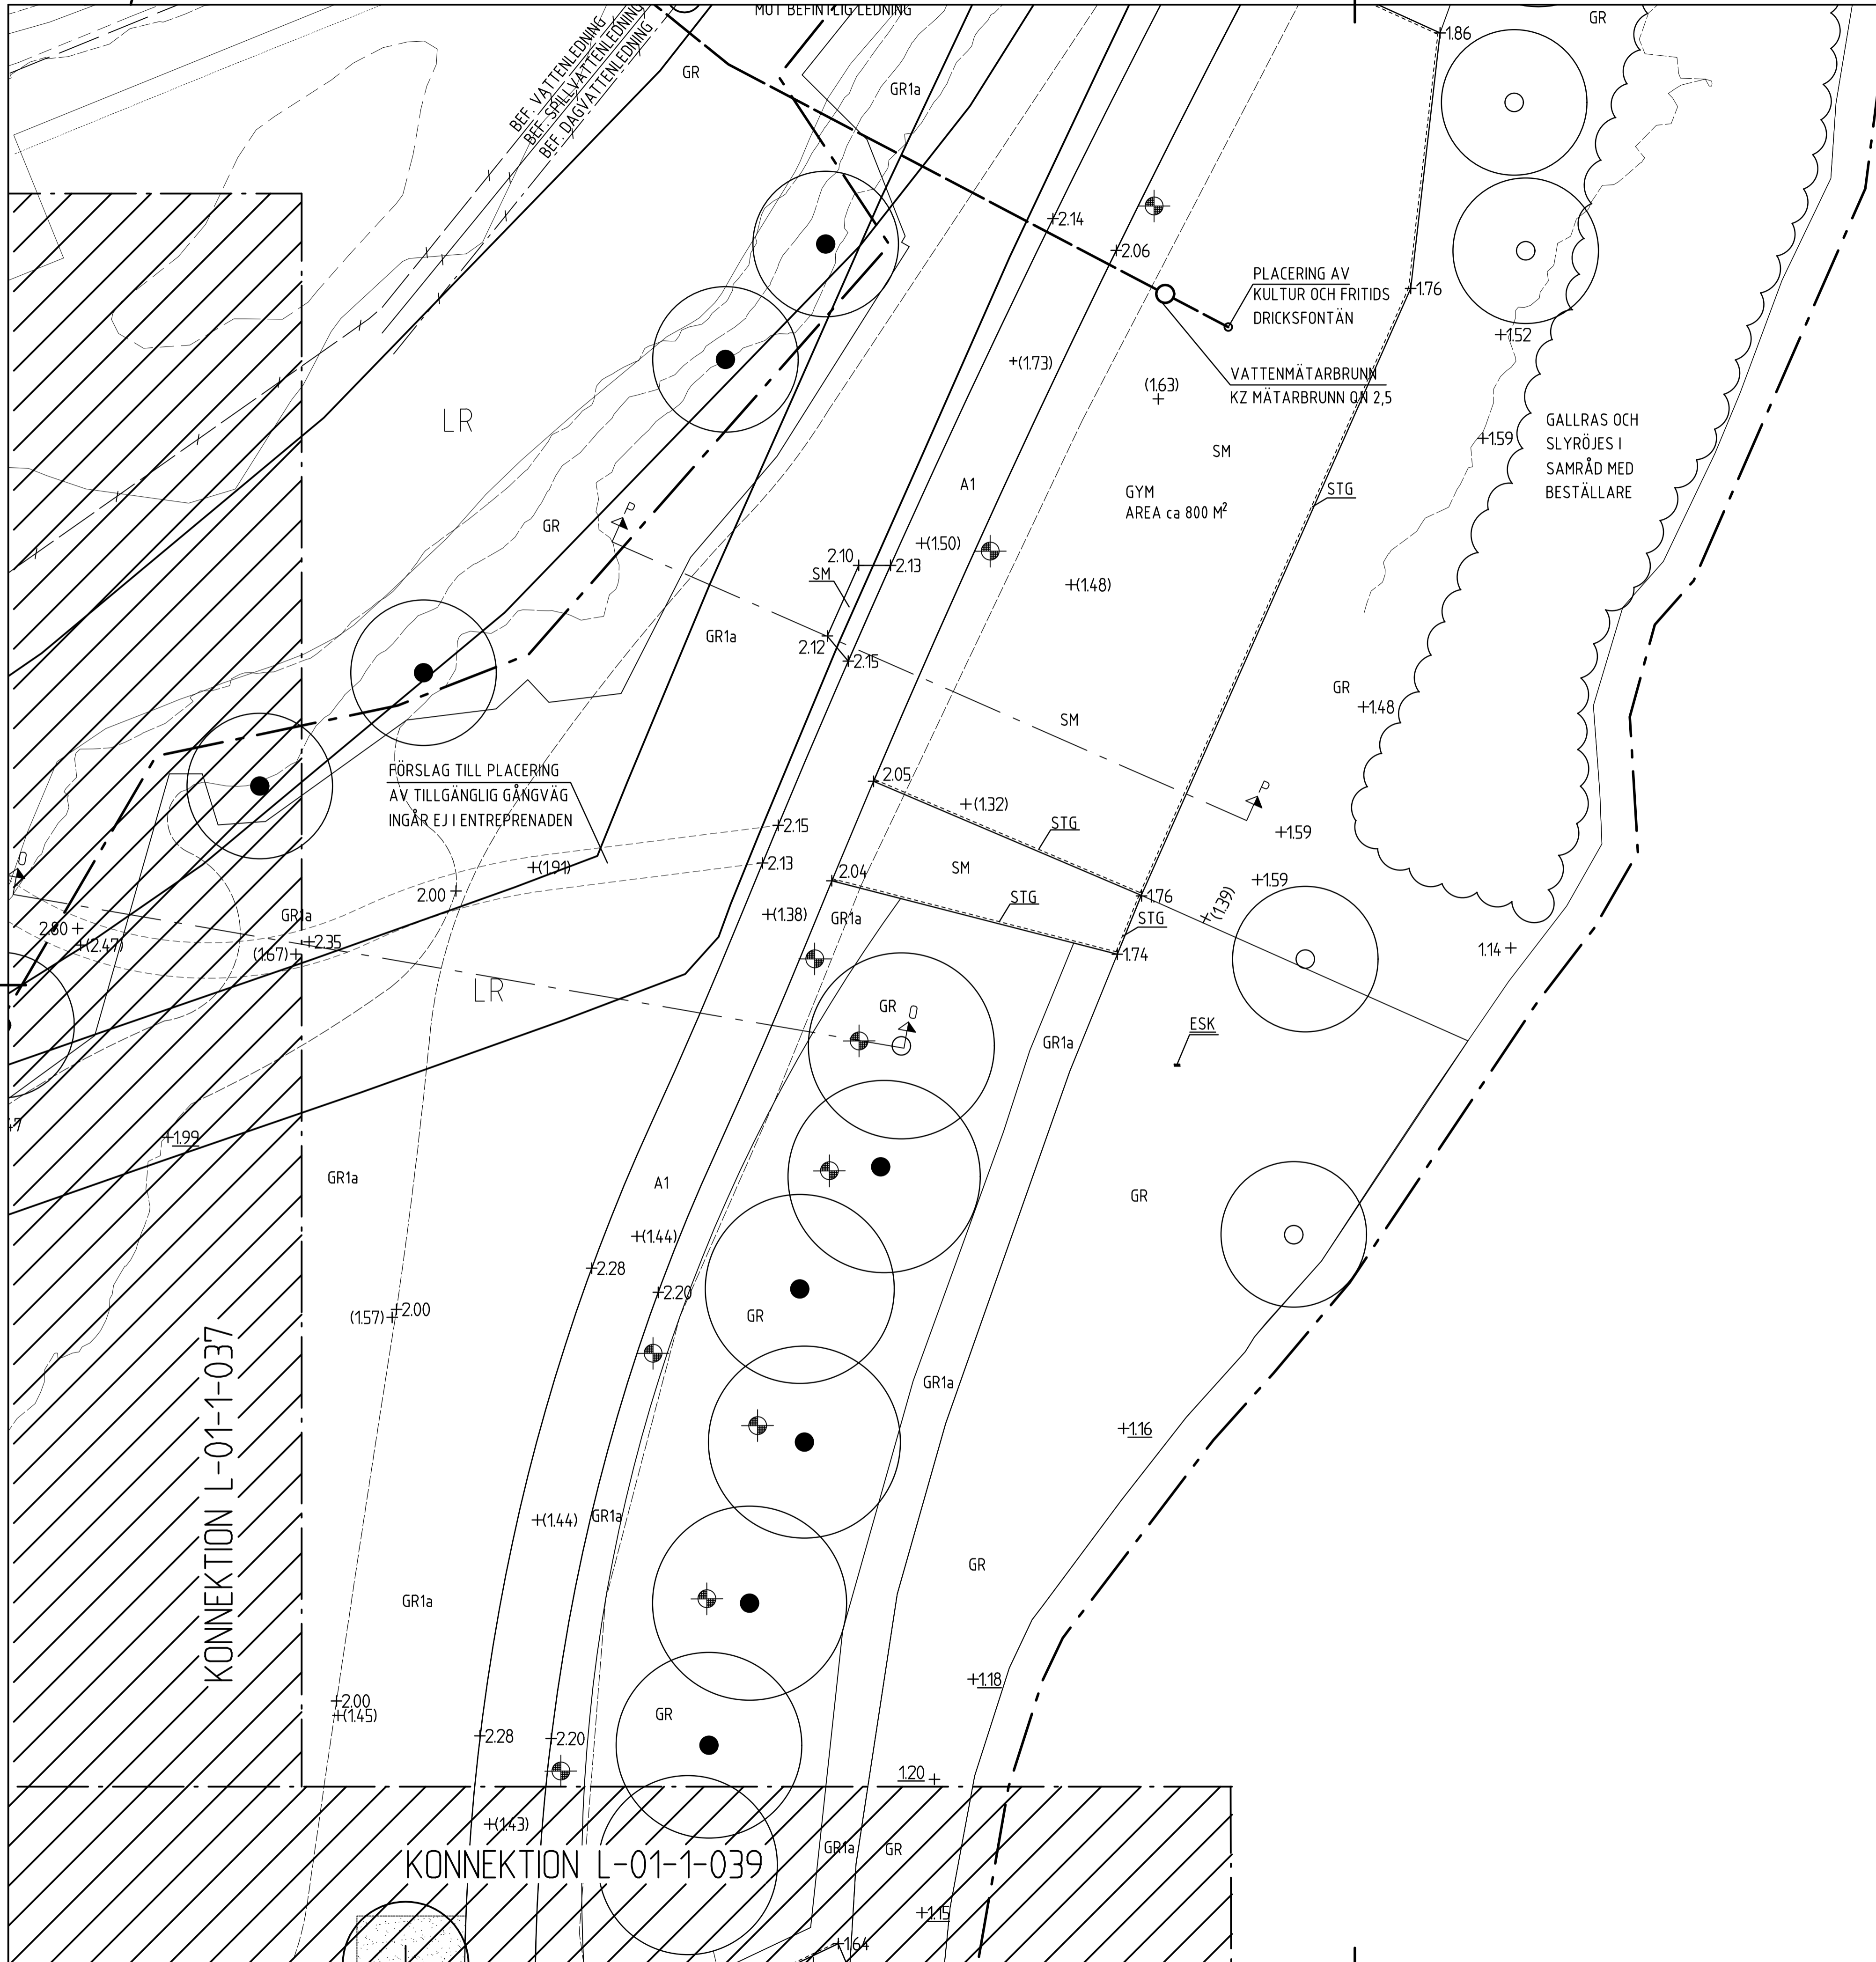 MOT BEFINTLIG LEDNING
GR
1.86
BEF. VATTENLEDNING
BEF. SPILLVATTENLEDNING
BEF. DAGVATTENLEDNING
GR
GR1a
2.14
2.06
PLACERING AV
KULTUR OCH FRITIDS
DRICKSFONTÄN
1.76
1.52
(1.73)
(1.63)
VATTENMÄTARBRUNN
KZ MÄTARBRUNN QN 2,5
LR
1.59
GALLRAS OCH
SLYRÖJES I
SAMRÅD MED
BESTÄLLARE
SM
A1
GYM
AREA ca 800 M²
STG
P
GR
(1.50)
2.10
2.13
SM
(1.48)
GR1a
2.12
2.15
GR
1.48
SM
FÖRSLAG TILL PLACERING
AV TILLGÄNGLIG GÅNGVÄG
INGÅR EJ I ENTREPRENADEN
2.05
(1.32)
P
STG
1.59
2.15
2.13
O
(1.91)
2.00
2.04
SM
1.59
STG
1.76
(1.39)
STG
GR1a
(1.38)
GR1a
2.80
(2.47)
2.35
(1.67)
1.74
1.14
LR
GR
O
GR1a
ESK
47
1.99
GR1a
A1
GR
(1.44)
2.28
2.20
(1.57)
2.00
GR
GR1a
1.16
KONNEKTION L-01-1-037
(1.44)
GR1a
GR
GR1a
1.18
2.00
(1.45)
GR
2.28
2.20
1.20
(1.43)
GR1a
GR
KONNEKTION L-01-1-039
1.15
1.64